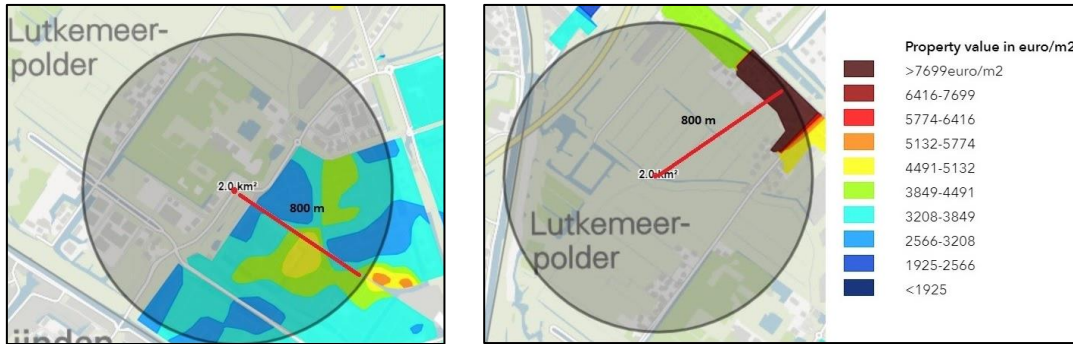 Lutkemeer-
polder
2.0 km²
800 m
800 m
2.0 km²
Lutkemeer-
polder
Property value in euro/m2
>7699euro/m2
6416-7699
5774-6416
5132-5774
4491-5132
3849-4491
3208-3849
2566-3208
1925-2566
<1925